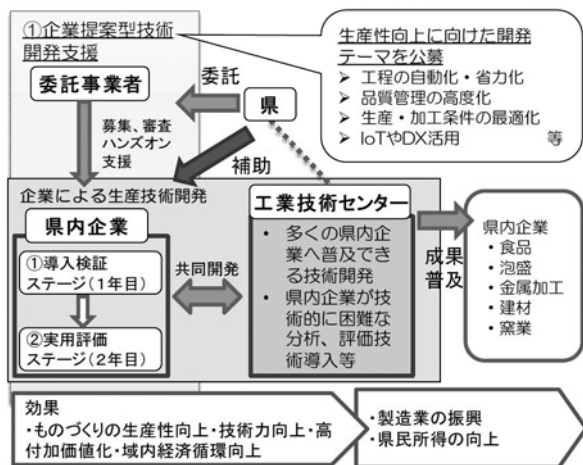 ①企業提案型技術
開発支援
委託事業者
委託
県
募集、審査
ハンズオン
支援
補助
生産性向上に向けた開発
テーマを公募
➢ 工程の自動化・省力化
➢ 品質管理の高度化
➢ 生産・加工条件の最適化
➢ IoTやDX活用 等
企業による生産技術開発
県内企業
①導入検証
ステージ(1年目)
②実用評価
ステージ(2年目)
共同開発
工業技術センター
• 多くの県内企
業へ普及でき
る技術開発
• 県内企業が技
術的に困難な
分析、評価技
術導入等
成果
普及
県内企業
・食品
・泡盛
・金属加工
・建材
・窯業
効果
・ものづくりの生産性向上・技術力向上・高
付加価値化・域内経済循環向上
・製造業の振興
・県民所得の向上